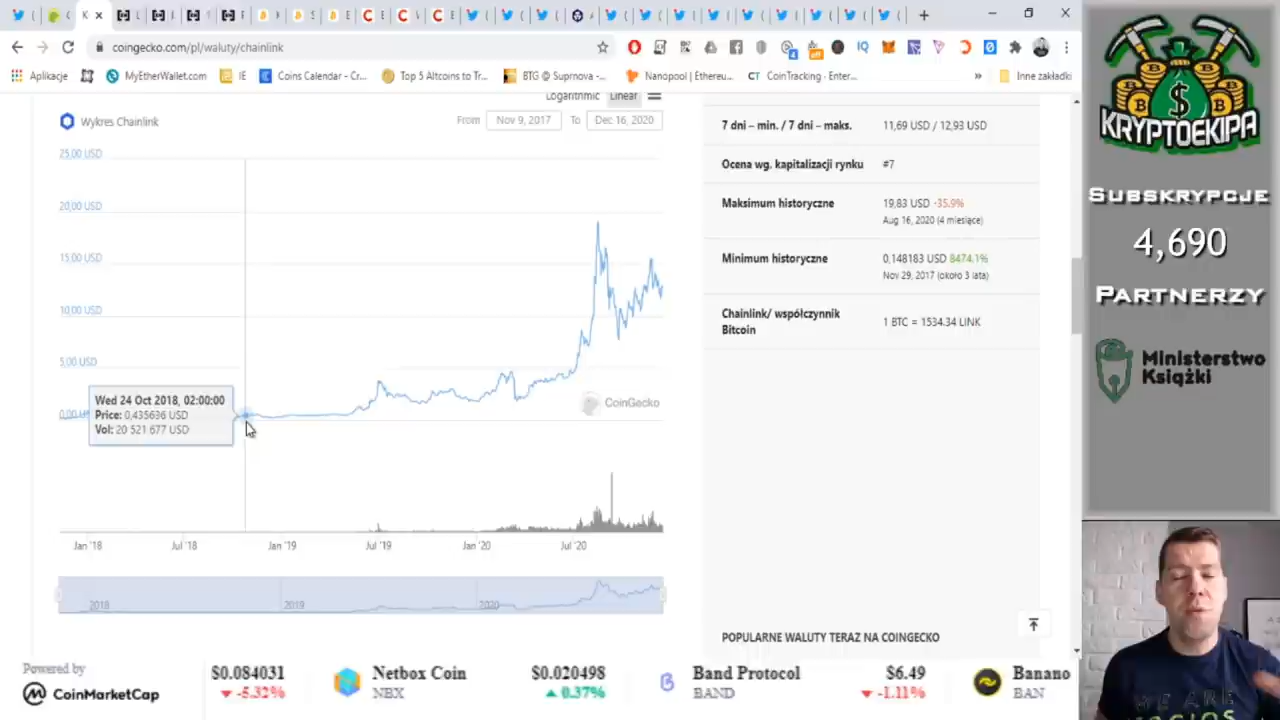 coingecko.com/pl/waluty/chainlink
Aplikacje
MyEtherWallet.com
IE
Coins Calendar - Cr...
Top 5 Altcoins to Tr...
BTG @ Suprnova -...
Nanopool | Ethereu...
CT CoinTracking · Enter...
»
Inne zakładki
Logarithmic
Linear
Wykres Chainlink
From
Nov 9, 2017
To
Dec 16, 2020
25,00 USD
20,00 USD
15,00 USD
10,00 USD
5,00 USD
Wed 24 Oct 2018, 02:00:00
Price: 0,435636 USD
Vol: 20 521 677 USD
CoinGecko
Jan '18
Jul '18
Jan '19
Jul '19
Jan '20
Jul '20
2018
2019
2020
7 dni – min. / 7 dni – maks.
11,69 USD / 12,93 USD
Ocena wg. kapitalizacji rynku
#7
Maksimum historyczne
19,83 USD -35.9%
Aug 16, 2020 (4 miesiące)
Minimum historyczne
0,148183 USD 8474.1%
Nov 29, 2017 (około 3 lata)
Chainlink/ współczynnik
Bitcoin
1 BTC = 1534.34 LINK
POPULARNE WALUTY TERAZ NA COINGECKO
KRYPTOEKIPA
Subskrypcje
4,690
Partnerzy
Ministerstwo
Książki
WE ARE
Powered by
CoinMarketCap
$0.084031
-5.32%
Netbox Coin
NBX
$0.020498
0.37%
Band Protocol
BAND
$6.49
-1.11%
Banano
BAN